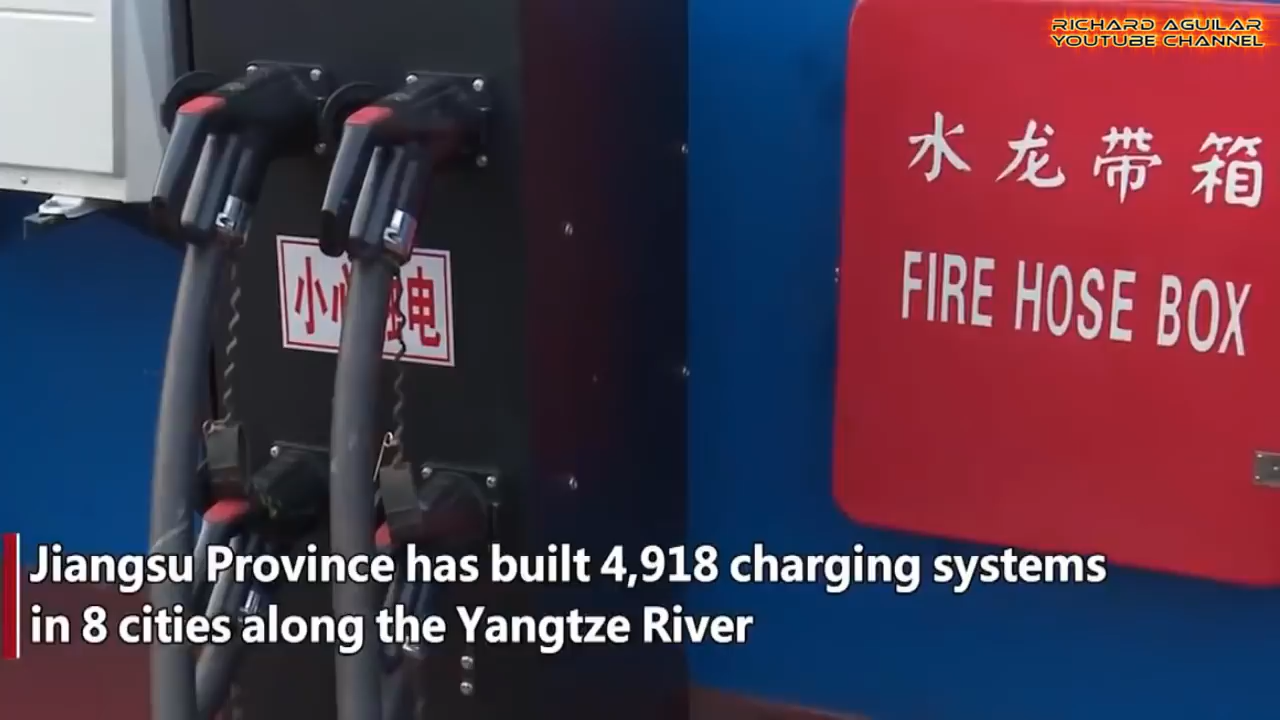 RICHARD AGUILAR
YOUTUBE CHANNEL
水龙带箱
FIRE HOSE BOX
小心 电
Jiangsu Province has built 4,918 charging systems
in 8 cities along the Yangtze River